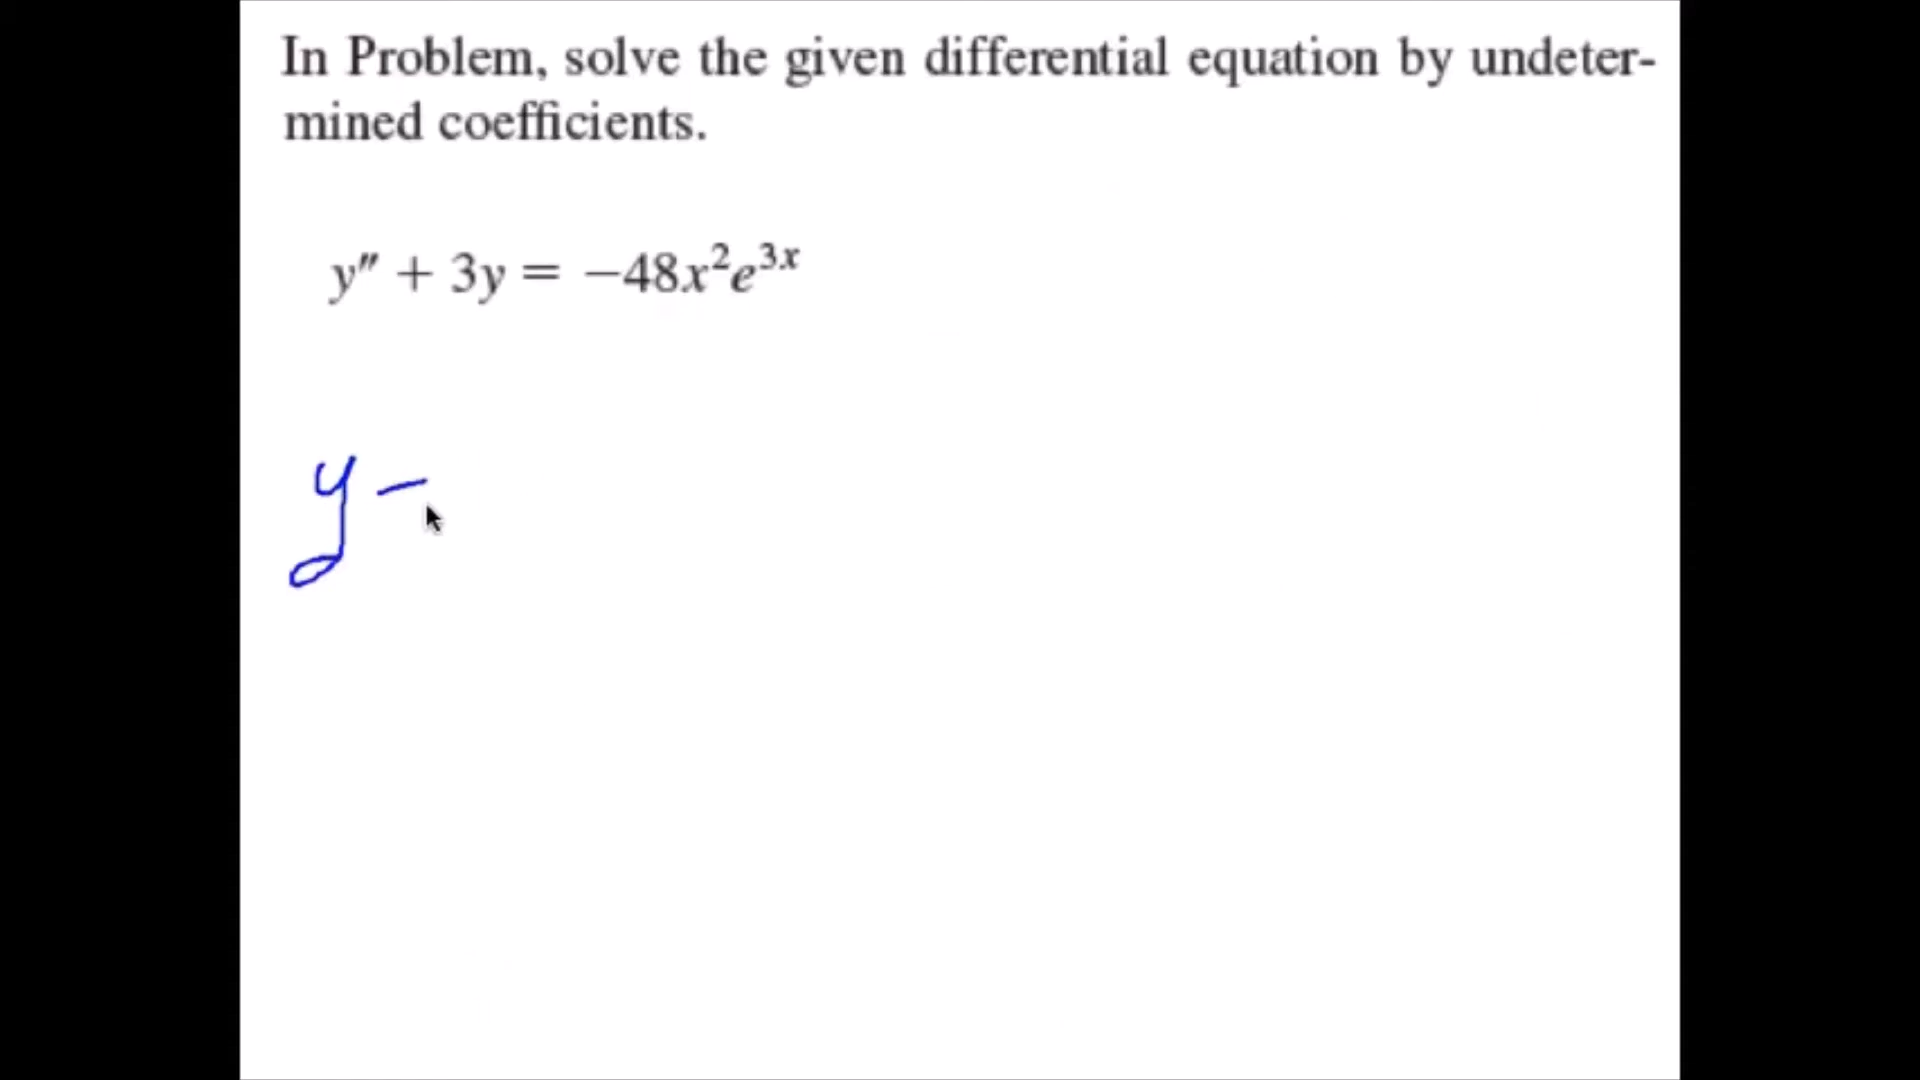 In Problem, solve the given differential equation by undeter-
mined coefficients.
y″ + 3y = −48x²e³ˣ
y −